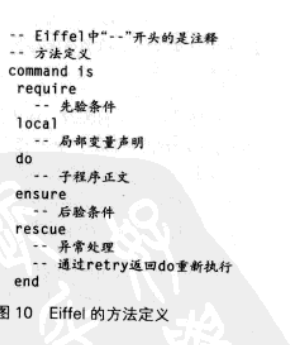 -- Eiffel中“--”开头的是注释
-- 方法定义
command is
require
-- 先验条件
local
-- 局部变量声明
do
-- 子程序正文
ensure
-- 后验条件
rescue
-- 异常处理
-- 通过retry返回do重新执行
end
图 10 Eiffel 的方法定义